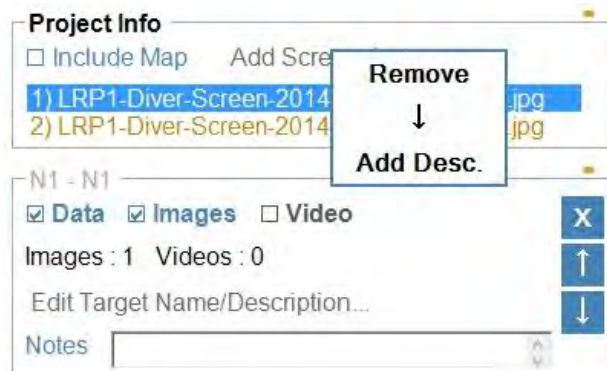 Project Info
☐ Include Map Add Scre
Remove
1) LRP1-Diver-Screen-2014 .jpg
↓
2) LRP1-Diver-Screen-2014 jpg
Add Desc.
N1 - N1
☑ Data ☑ Images ☐ Video
X
Images : 1 Videos : 0
↑
Edit Target Name/Description...
↓
Notes